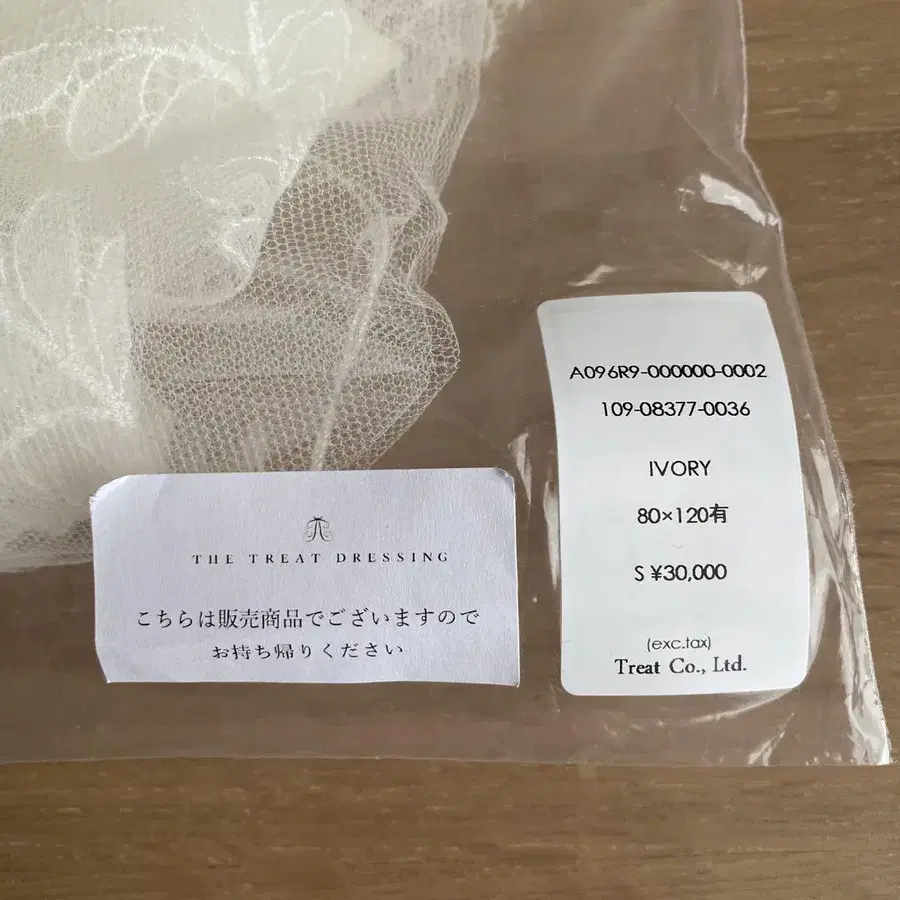 THE TREAT DRESSING
こちらは販売商品でございますので
お持ち帰りください
A096R9-000000-0002
109-08377-0036
IVORY
80×120有
S ¥30,000
(exc.tax)
Treat Co., Ltd.